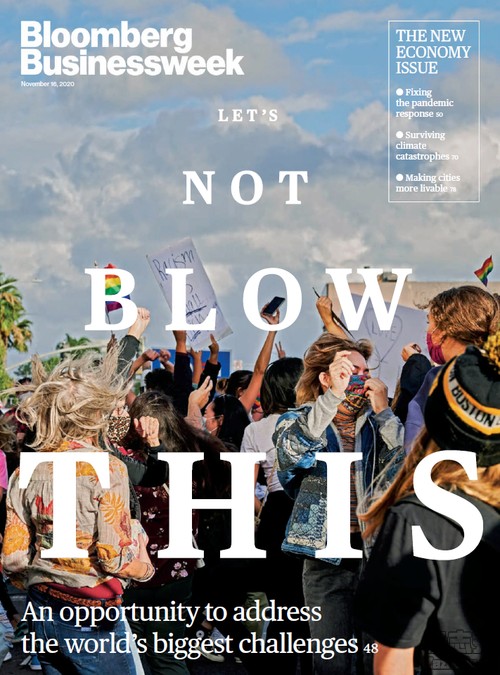 Bloomberg
Businessweek
November 16, 2020
THE NEW
ECONOMY
ISSUE
● Fixing
the pandemic
response 50
● Surviving
climate
catastrophes 70
● Making cities
more livable 78
LET'S
NOT
BLOW
THIS
Racism
BOSTON
An opportunity to address
the world's biggest challenges 48